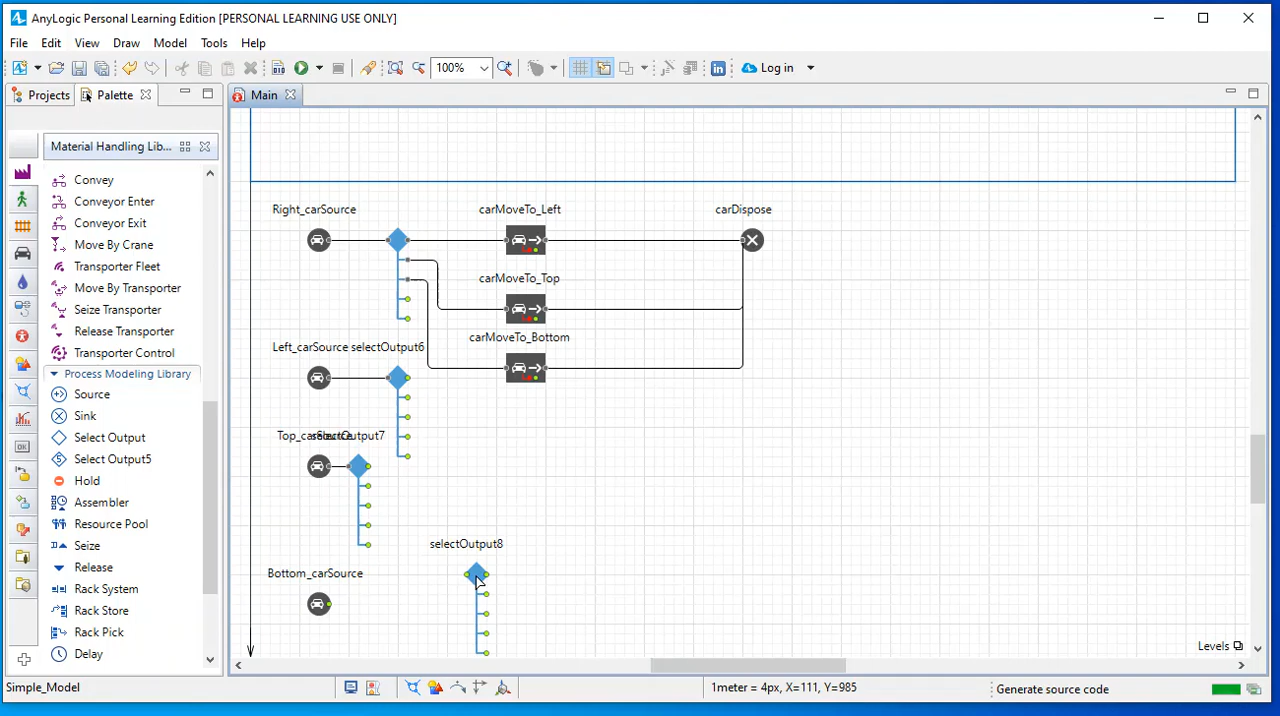 AnyLogic Personal Learning Edition [PERSONAL LEARNING USE ONLY]
File Edit View Draw Model Tools Help
100% Log in
Projects Palette Main
Material Handling Lib...
Convey
Conveyor Enter
Conveyor Exit
Move By Crane
Transporter Fleet
Move By Transporter
Seize Transporter
Release Transporter
Transporter Control
Process Modeling Library
Source
Sink
Select Output
Select Output5
Hold
Assembler
Resource Pool
Seize
Release
Rack System
Rack Store
Rack Pick
Delay
Right_carSource carMoveTo_Left carDispose
carMoveTo_Top
carMoveTo_Bottom
Left_carSource selectOutput6
Top_carSource selectOutput7
selectOutput8
Bottom_carSource
Levels
Simple_Model 1meter = 4px, X=111, Y=985 Generate source code